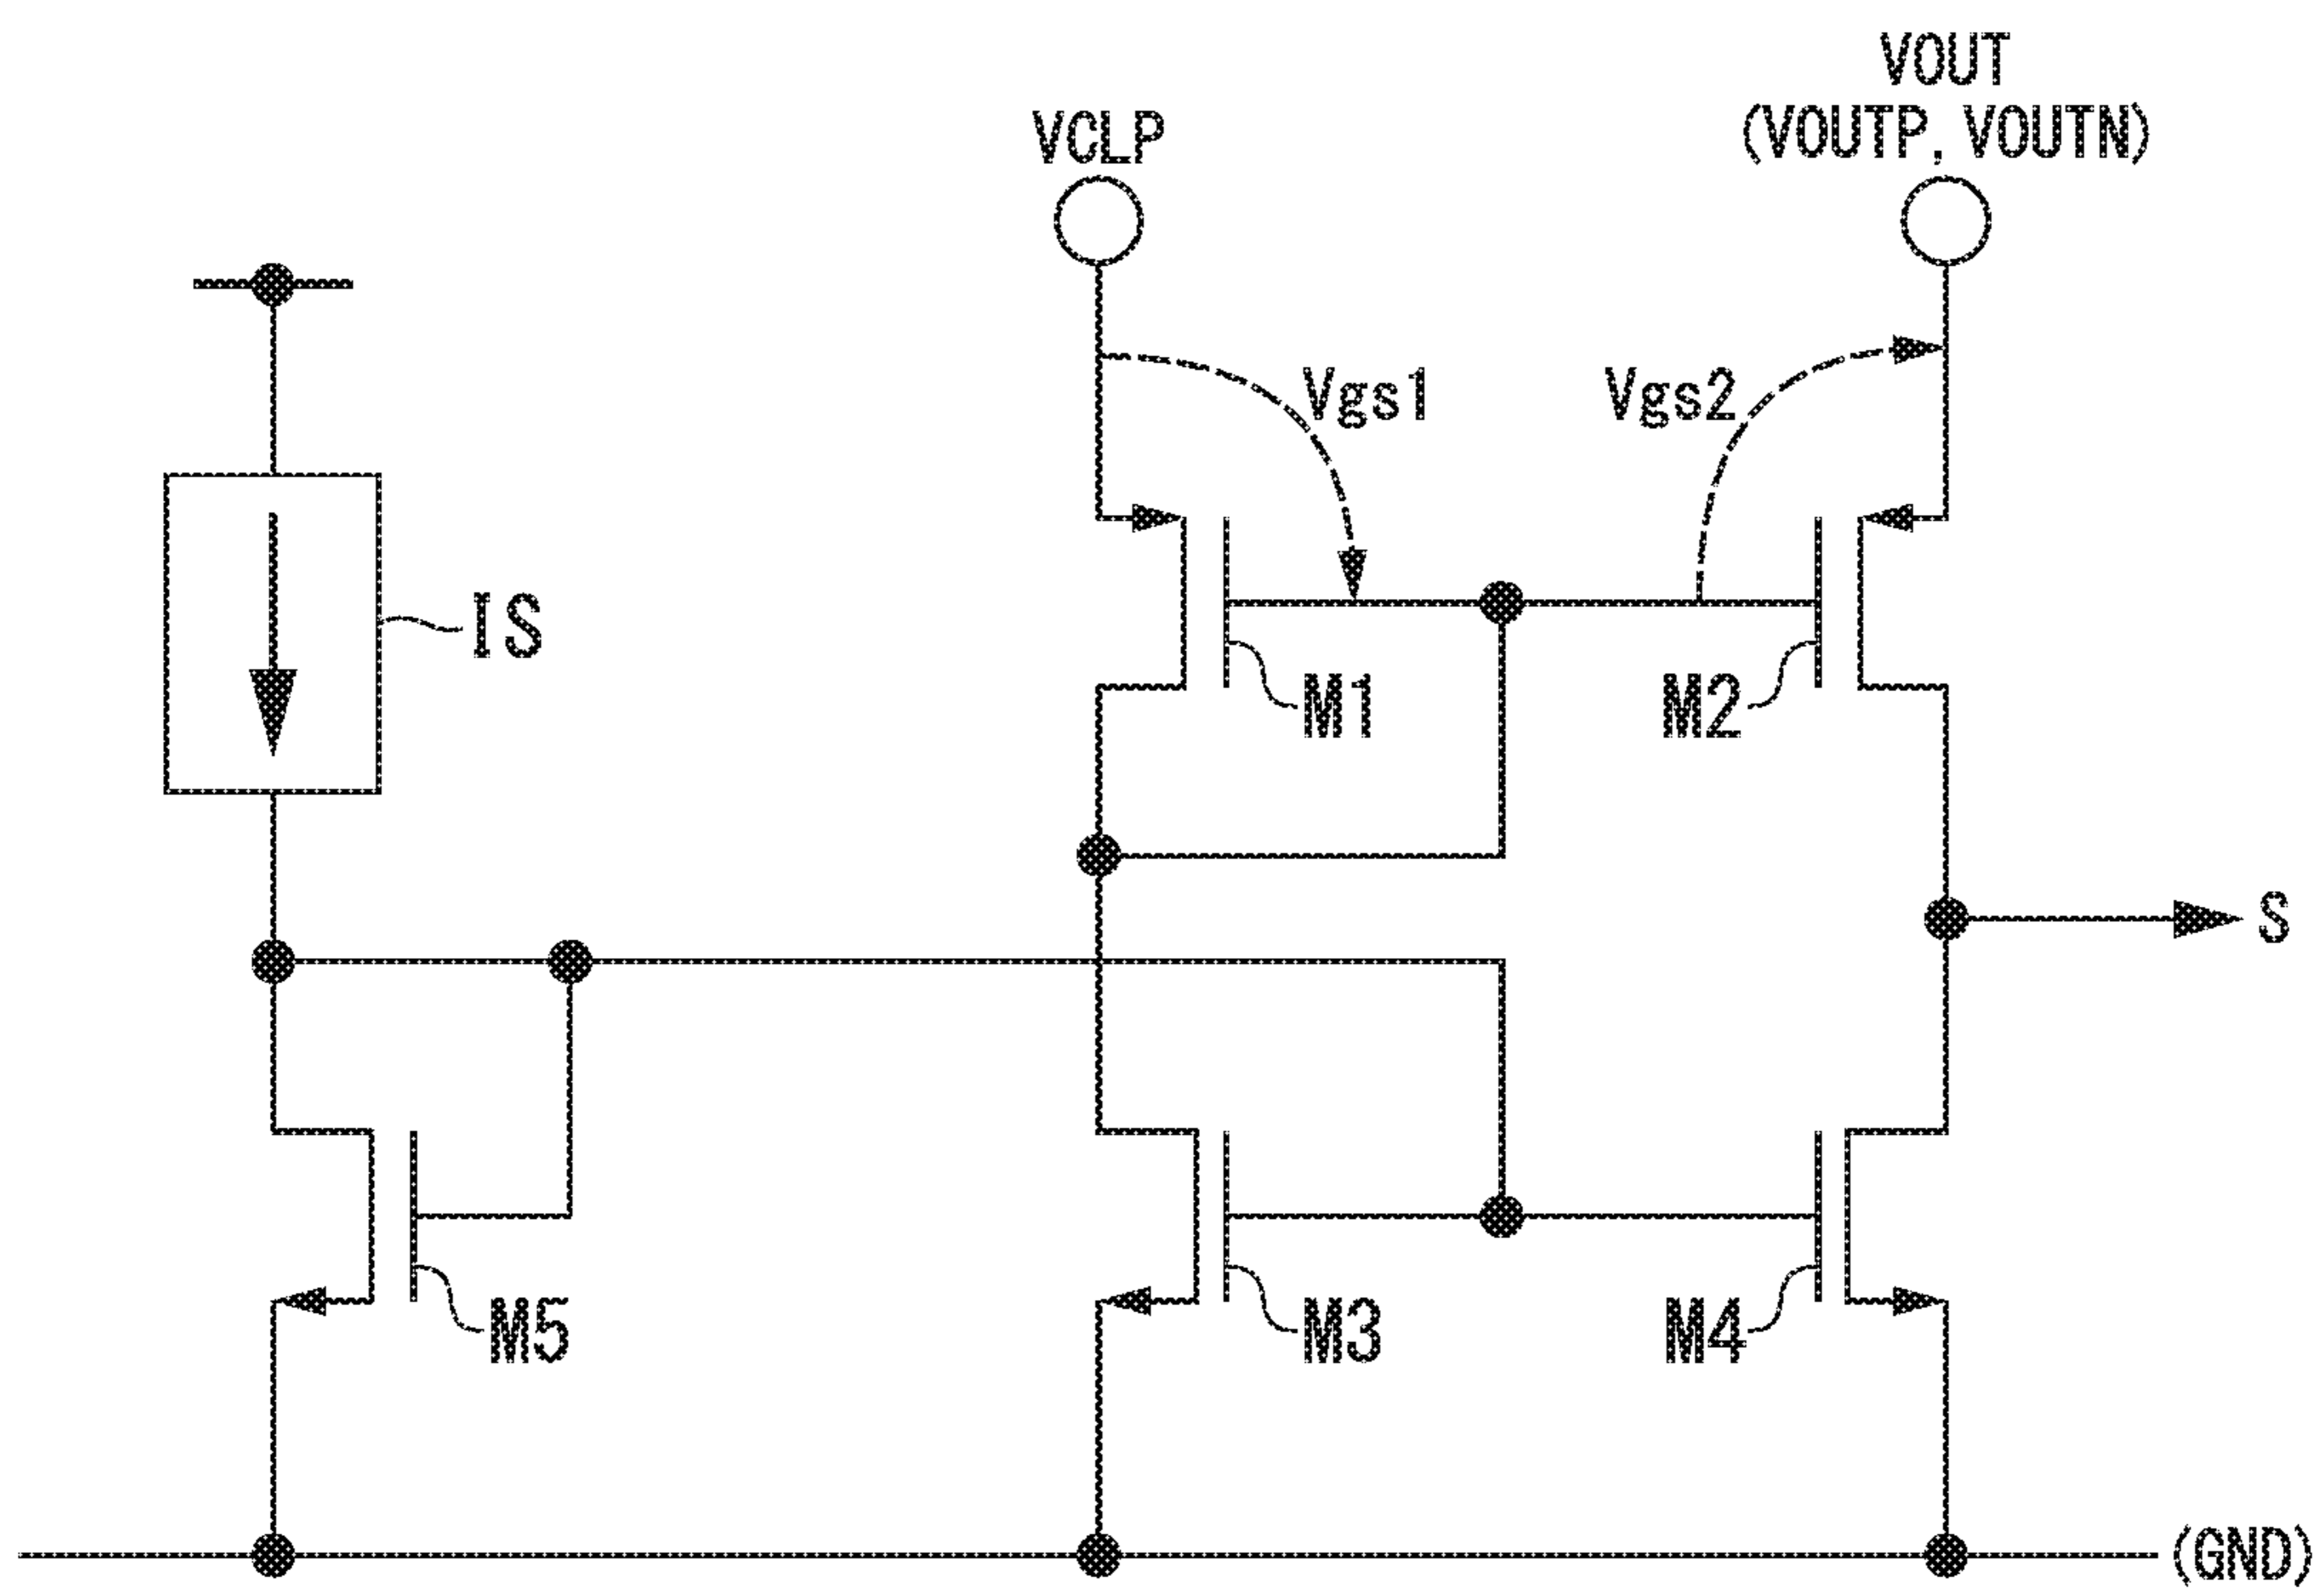 VOUT
(VOUTP, VOUTN)
VCLP
Vgs1
Vgs2
IS
M1
M2
S
M5
M3
M4
(GND)